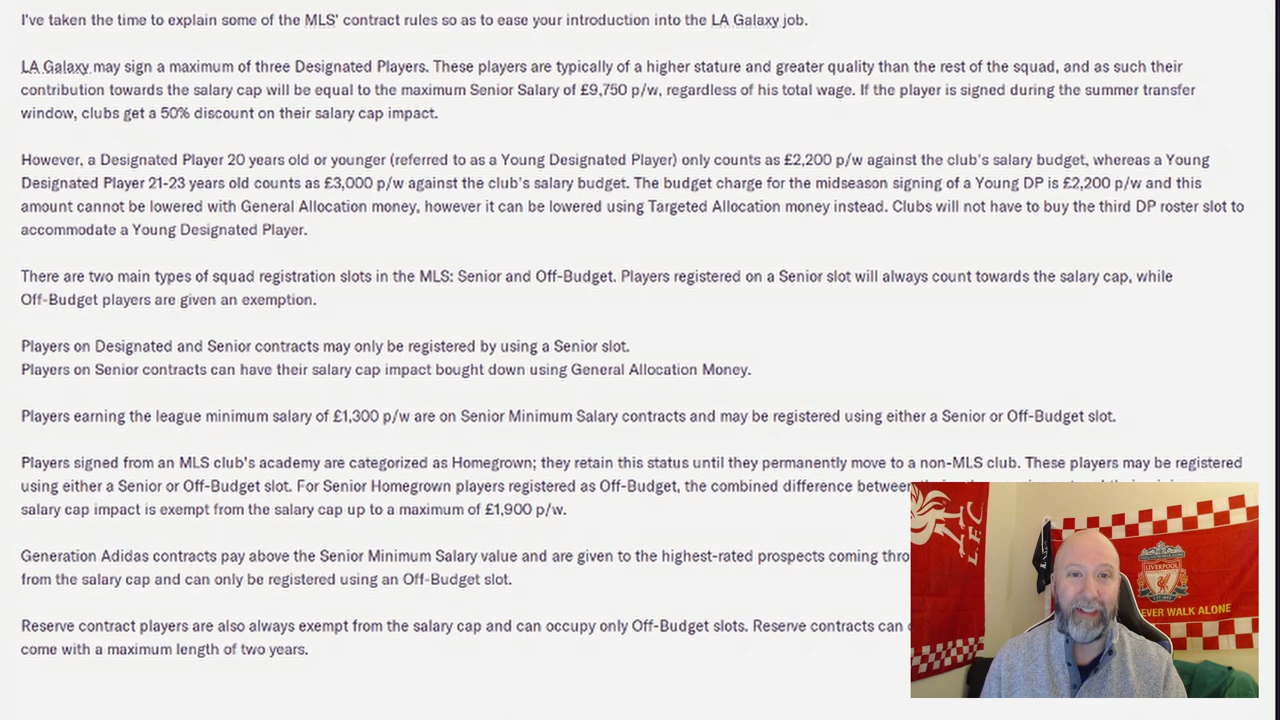 I've taken the time to explain some of the MLS' contract rules so as to ease your introduction into the LA Galaxy job.
LA Galaxy may sign a maximum of three Designated Players. These players are typically of a higher stature and greater quality than the rest of the squad, and as such their
contribution towards the salary cap will be equal to the maximum Senior Salary of £9,750 p/w, regardless of his total wage. If the player is signed during the summer transfer
window, clubs get a 50% discount on their salary cap impact.
However, a Designated Player 20 years old or younger (referred to as a Young Designated Player) only counts as £2,200 p/w against the club's salary budget, whereas a Young
Designated Player 21-23 years old counts as £3,000 p/w against the club's salary budget. The budget charge for the midseason signing of a Young DP is £2,200 p/w and this
amount cannot be lowered with General Allocation money, however it can be lowered using Targeted Allocation money instead. Clubs will not have to buy the third DP roster slot to
accommodate a Young Designated Player.
There are two main types of squad registration slots in the MLS: Senior and Off-Budget. Players registered on a Senior slot will always count towards the salary cap, while
Off-Budget players are given an exemption.
Players on Designated and Senior contracts may only be registered by using a Senior slot.
Players on Senior contracts can have their salary cap impact bought down using General Allocation Money.
Players earning the league minimum salary of £1,300 p/w are on Senior Minimum Salary contracts and may be registered using either a Senior or Off-Budget slot.
Players signed from an MLS club's academy are categorized as Homegrown; they retain this status until they permanently move to a non-MLS club. These players may be registered
using either a Senior or Off-Budget slot. For Senior Homegrown players registered as Off-Budget, the combined difference between
salary cap impact is exempt from the salary cap up to a maximum of £1,900 p/w.
Generation Adidas contracts pay above the Senior Minimum Salary value and are given to the highest-rated prospects coming thro
from the salary cap and can only be registered using an Off-Budget slot.
Reserve contract players are also always exempt from the salary cap and can occupy only Off-Budget slots. Reserve contracts can
come with a maximum length of two years.
L.F.C
LIVERPOOL
EVER WALK ALONE